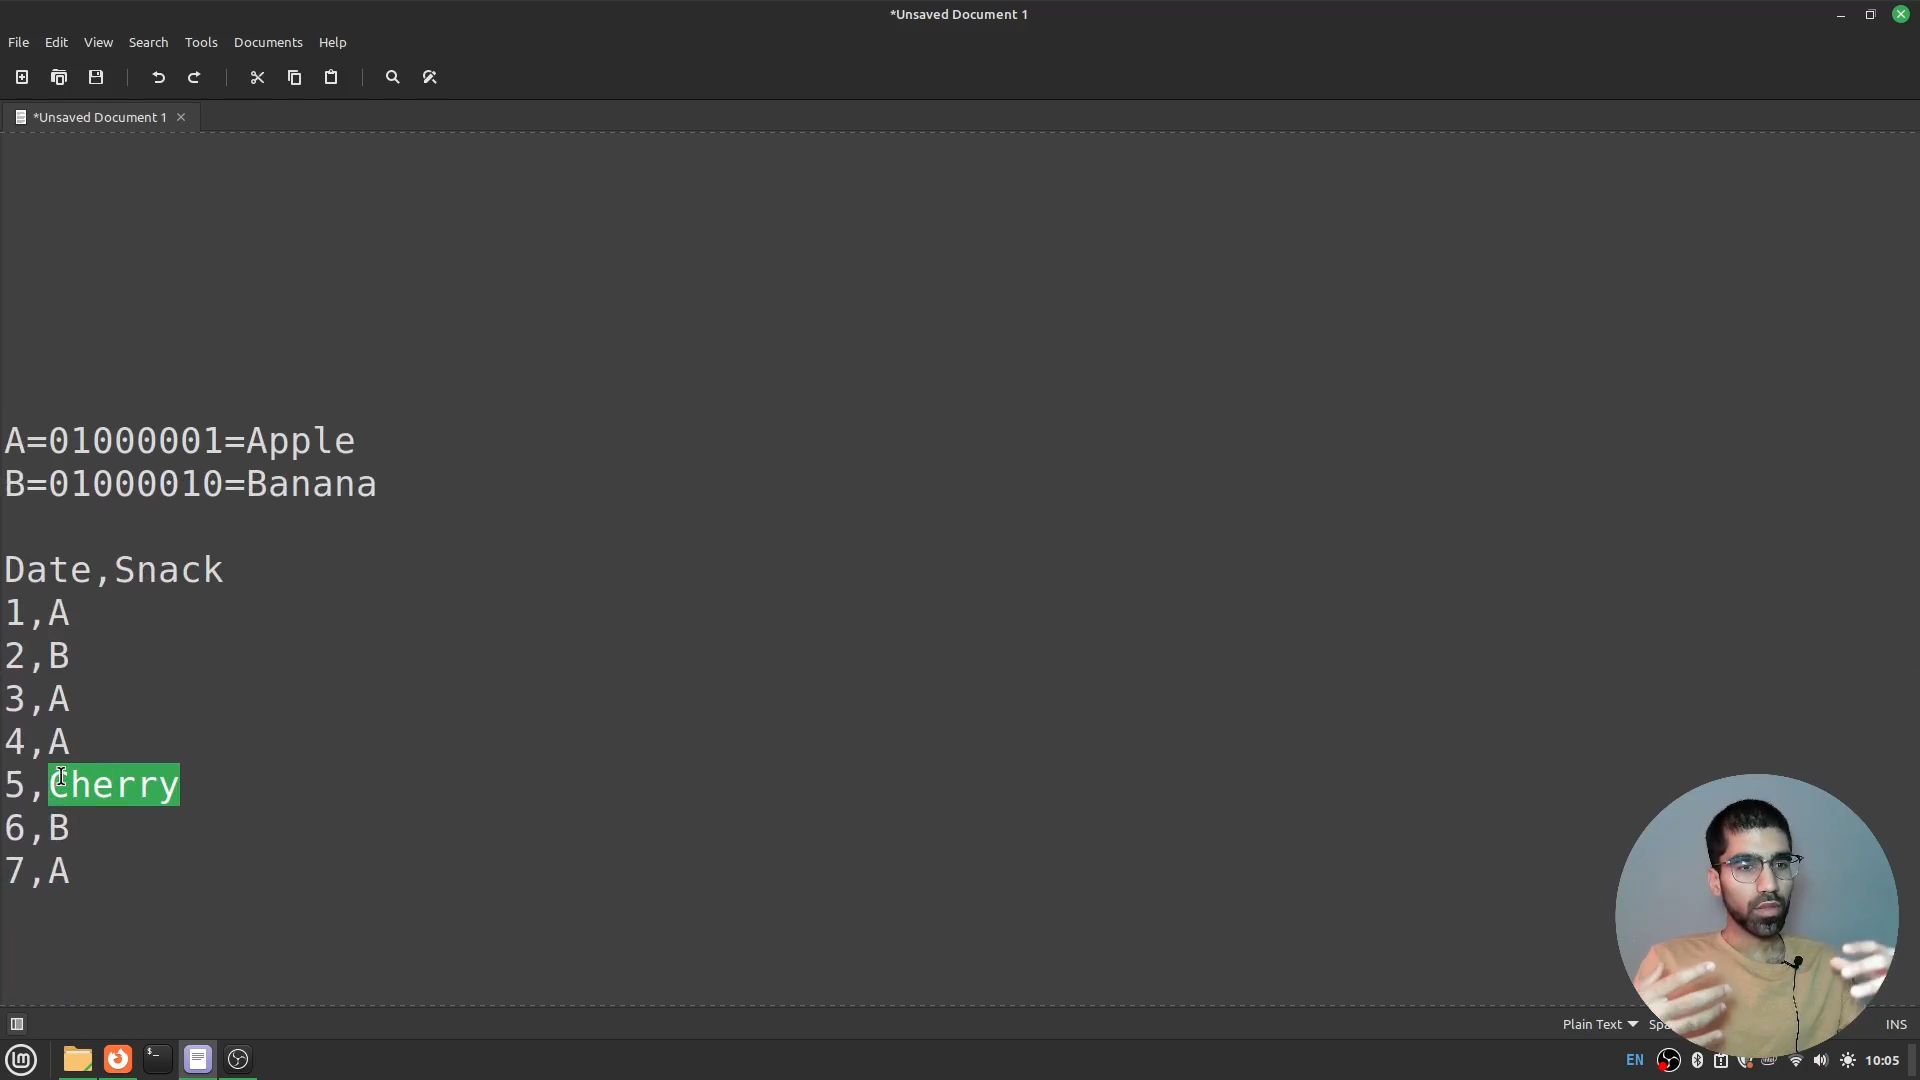 *Unsaved Document 1
File Edit View Search Tools Documents Help
*Unsaved Document 1
A=01000001=Apple
B=01000010=Banana
Date,Snack
1,A
2,B
3,A
4,A
5,Cherry
6,B
7,A
Plain Text INS
EN 10:05